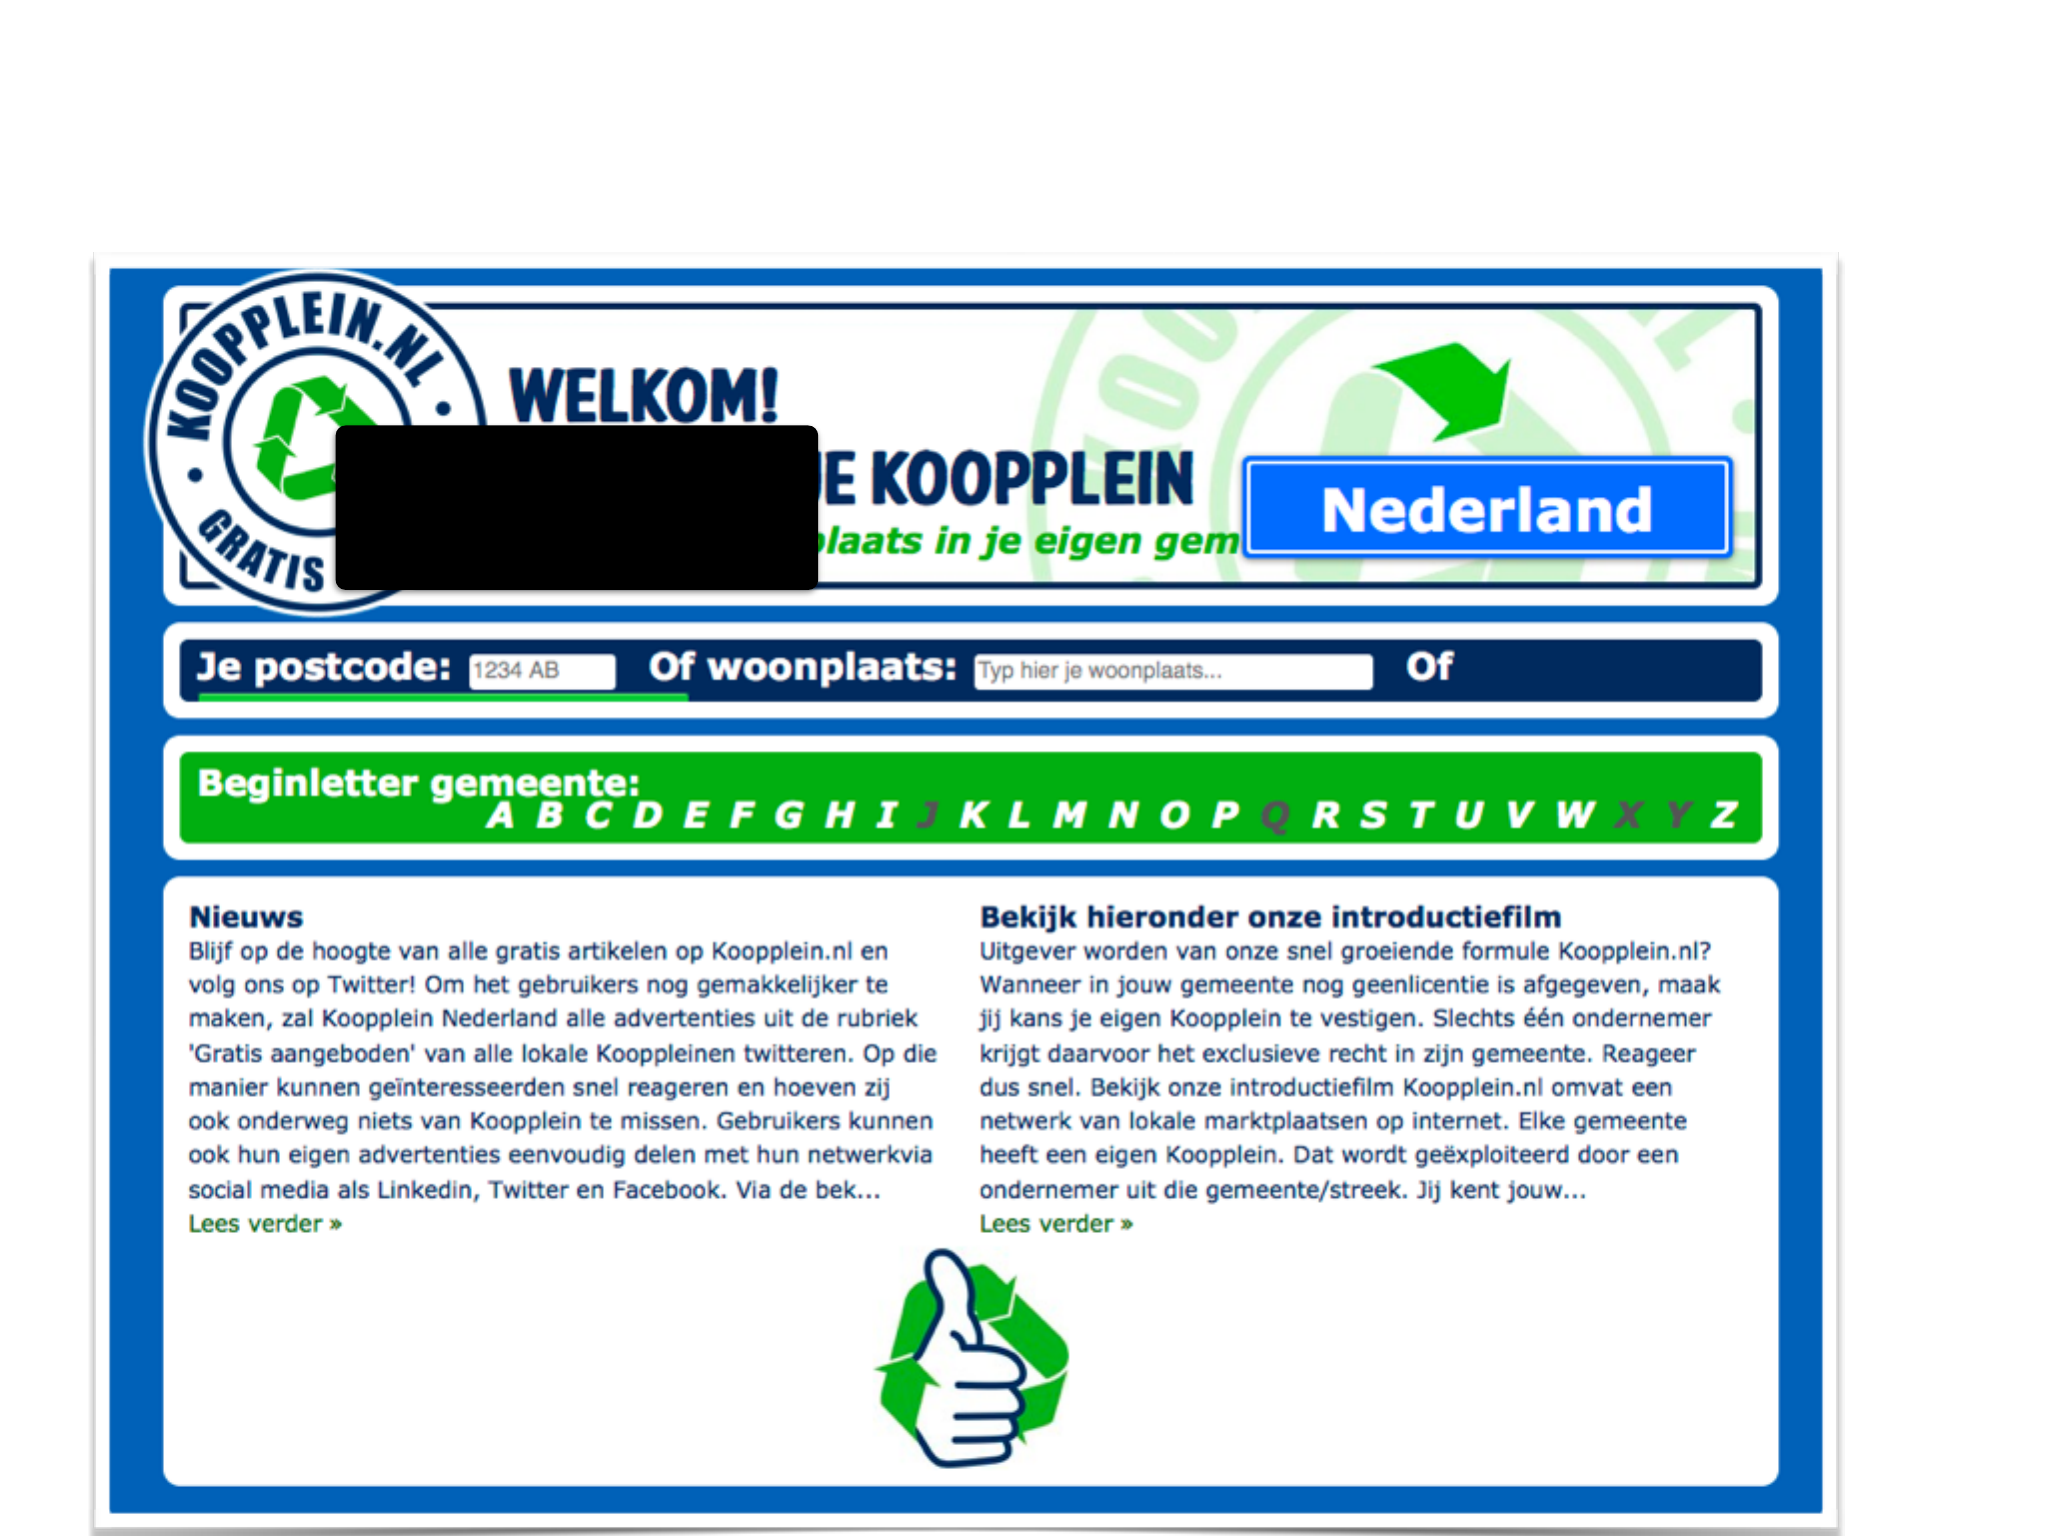 KOOPPLEIN.NL
GRATIS
WELKOM!
JE KOOPPLEIN
in je eigen
Nederland
Je postcode: 1234 AB Of woonplaats: Typ hier je woonplaats... Of
Beginletter gemeente:
A B C D E F G H I J K L M N O P Q R S T U V W X Y Z
Nieuws
Blijf op de hoogte van alle gratis artikelen op Koopplein.nl en
volg ons op Twitter! Om het gebruikers nog gemakkelijker te
maken, zal Koopplein Nederland alle advertenties uit de rubriek
'Gratis aangeboden' van alle lokale Kooppleinen twitteren. Op die
manier kunnen geïnteresseerden snel reageren en hoeven zij
ook onderweg niets van Koopplein te missen. Gebruikers kunnen
ook hun eigen advertenties eenvoudig delen met hun netwerkvia
social media als Linkedin, Twitter en Facebook. Via de bek...
Lees verder »
Bekijk hieronder onze introductiefilm
Uitgever worden van onze snel groeiende formule Koopplein.nl?
Wanneer in jouw gemeente nog geenlicentie is afgegeven, maak
jij kans je eigen Koopplein te vestigen. Slechts één ondernemer
krijgt daarvoor het exclusieve recht in zijn gemeente. Reageer
dus snel. Bekijk onze introductiefilm Koopplein.nl omvat een
netwerk van lokale marktplaatsen op internet. Elke gemeente
heeft een eigen Koopplein. Dat wordt geëxploiteerd door een
ondernemer uit die gemeente/streek. Jij kent jouw...
Lees verder »